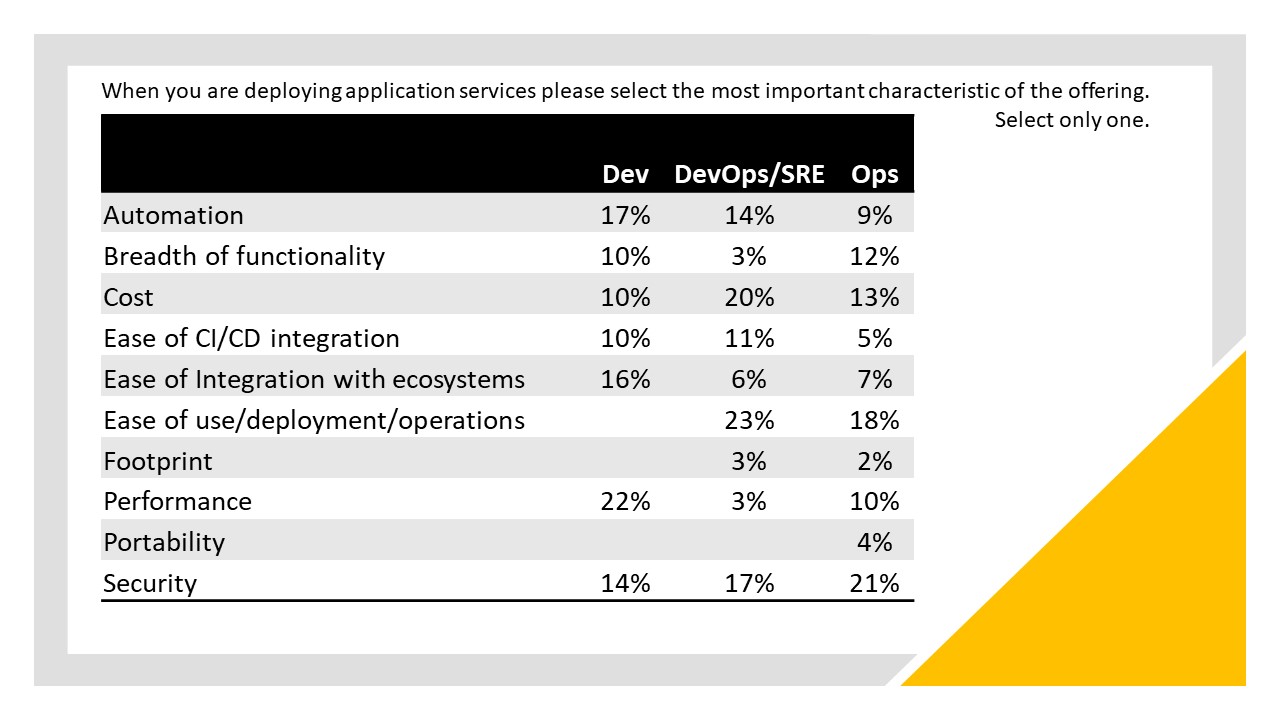 When you are deploying application services please select the most important characteristic of the offering.
Select only one.
Dev DevOps/SRE Ops
Automation 17% 14% 9%
Breadth of functionality 10% 3% 12%
Cost 10% 20% 13%
Ease of CI/CD integration 10% 11% 5%
Ease of Integration with ecosystems 16% 6% 7%
Ease of use/deployment/operations 23% 18%
Footprint 3% 2%
Performance 22% 3% 10%
Portability 4%
Security 14% 17% 21%